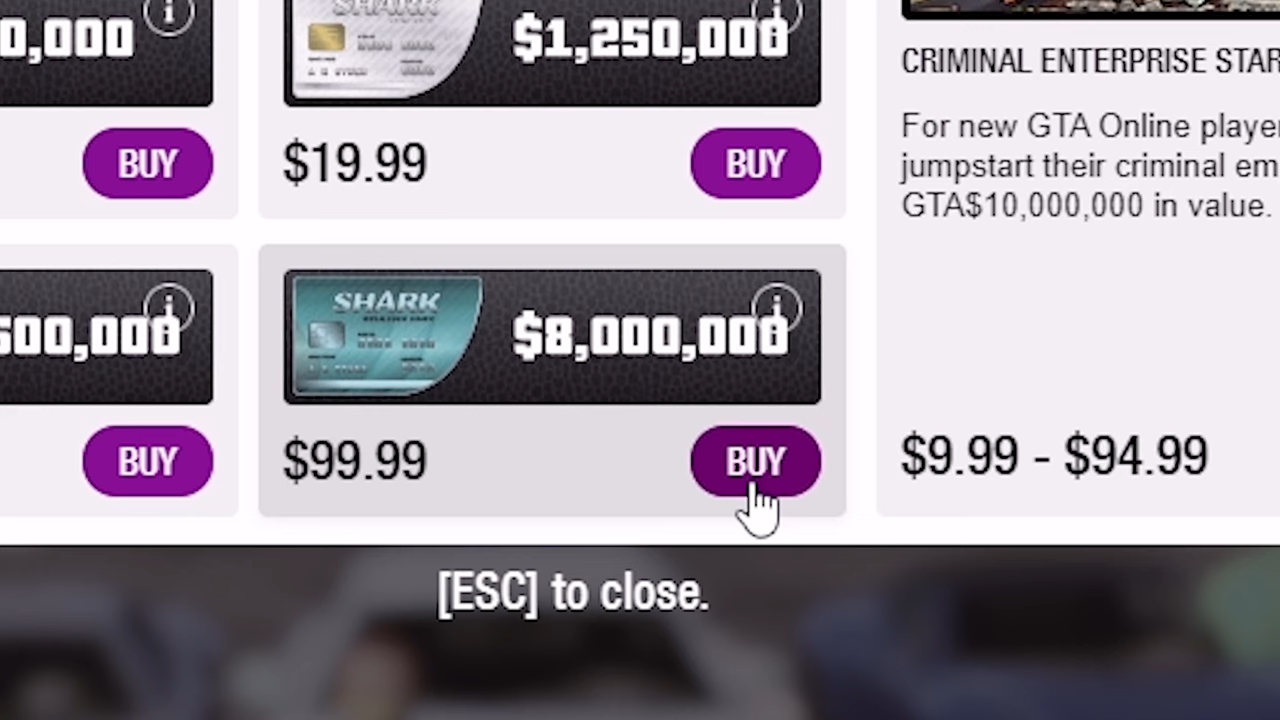 0,000
SHARK
$1,250,000
BUY
$19.99
BUY
500,000
SHARK
$8,000,000
BUY
$99.99
BUY
CRIMINAL ENTERPRISE STAR
For new GTA Online player
jumpstart their criminal em
GTA$10,000,000 in value.
$9.99 - $94.99
[ESC] to close.